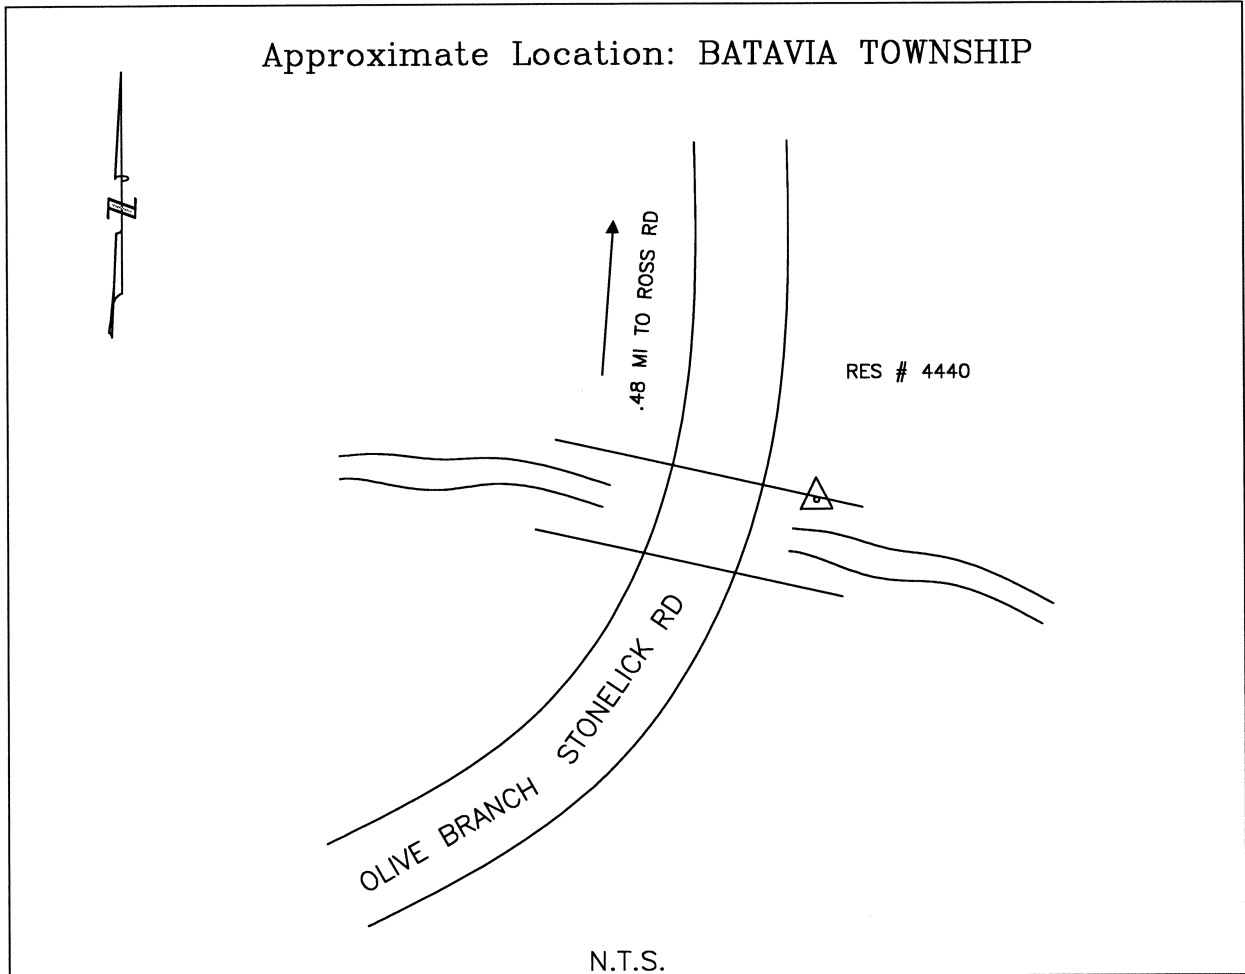 Approximate Location: BATAVIA TOWNSHIP
N
.48 MI TO ROSS RD
RES # 4440
OLIVE BRANCH STONELICK RD
N.T.S.